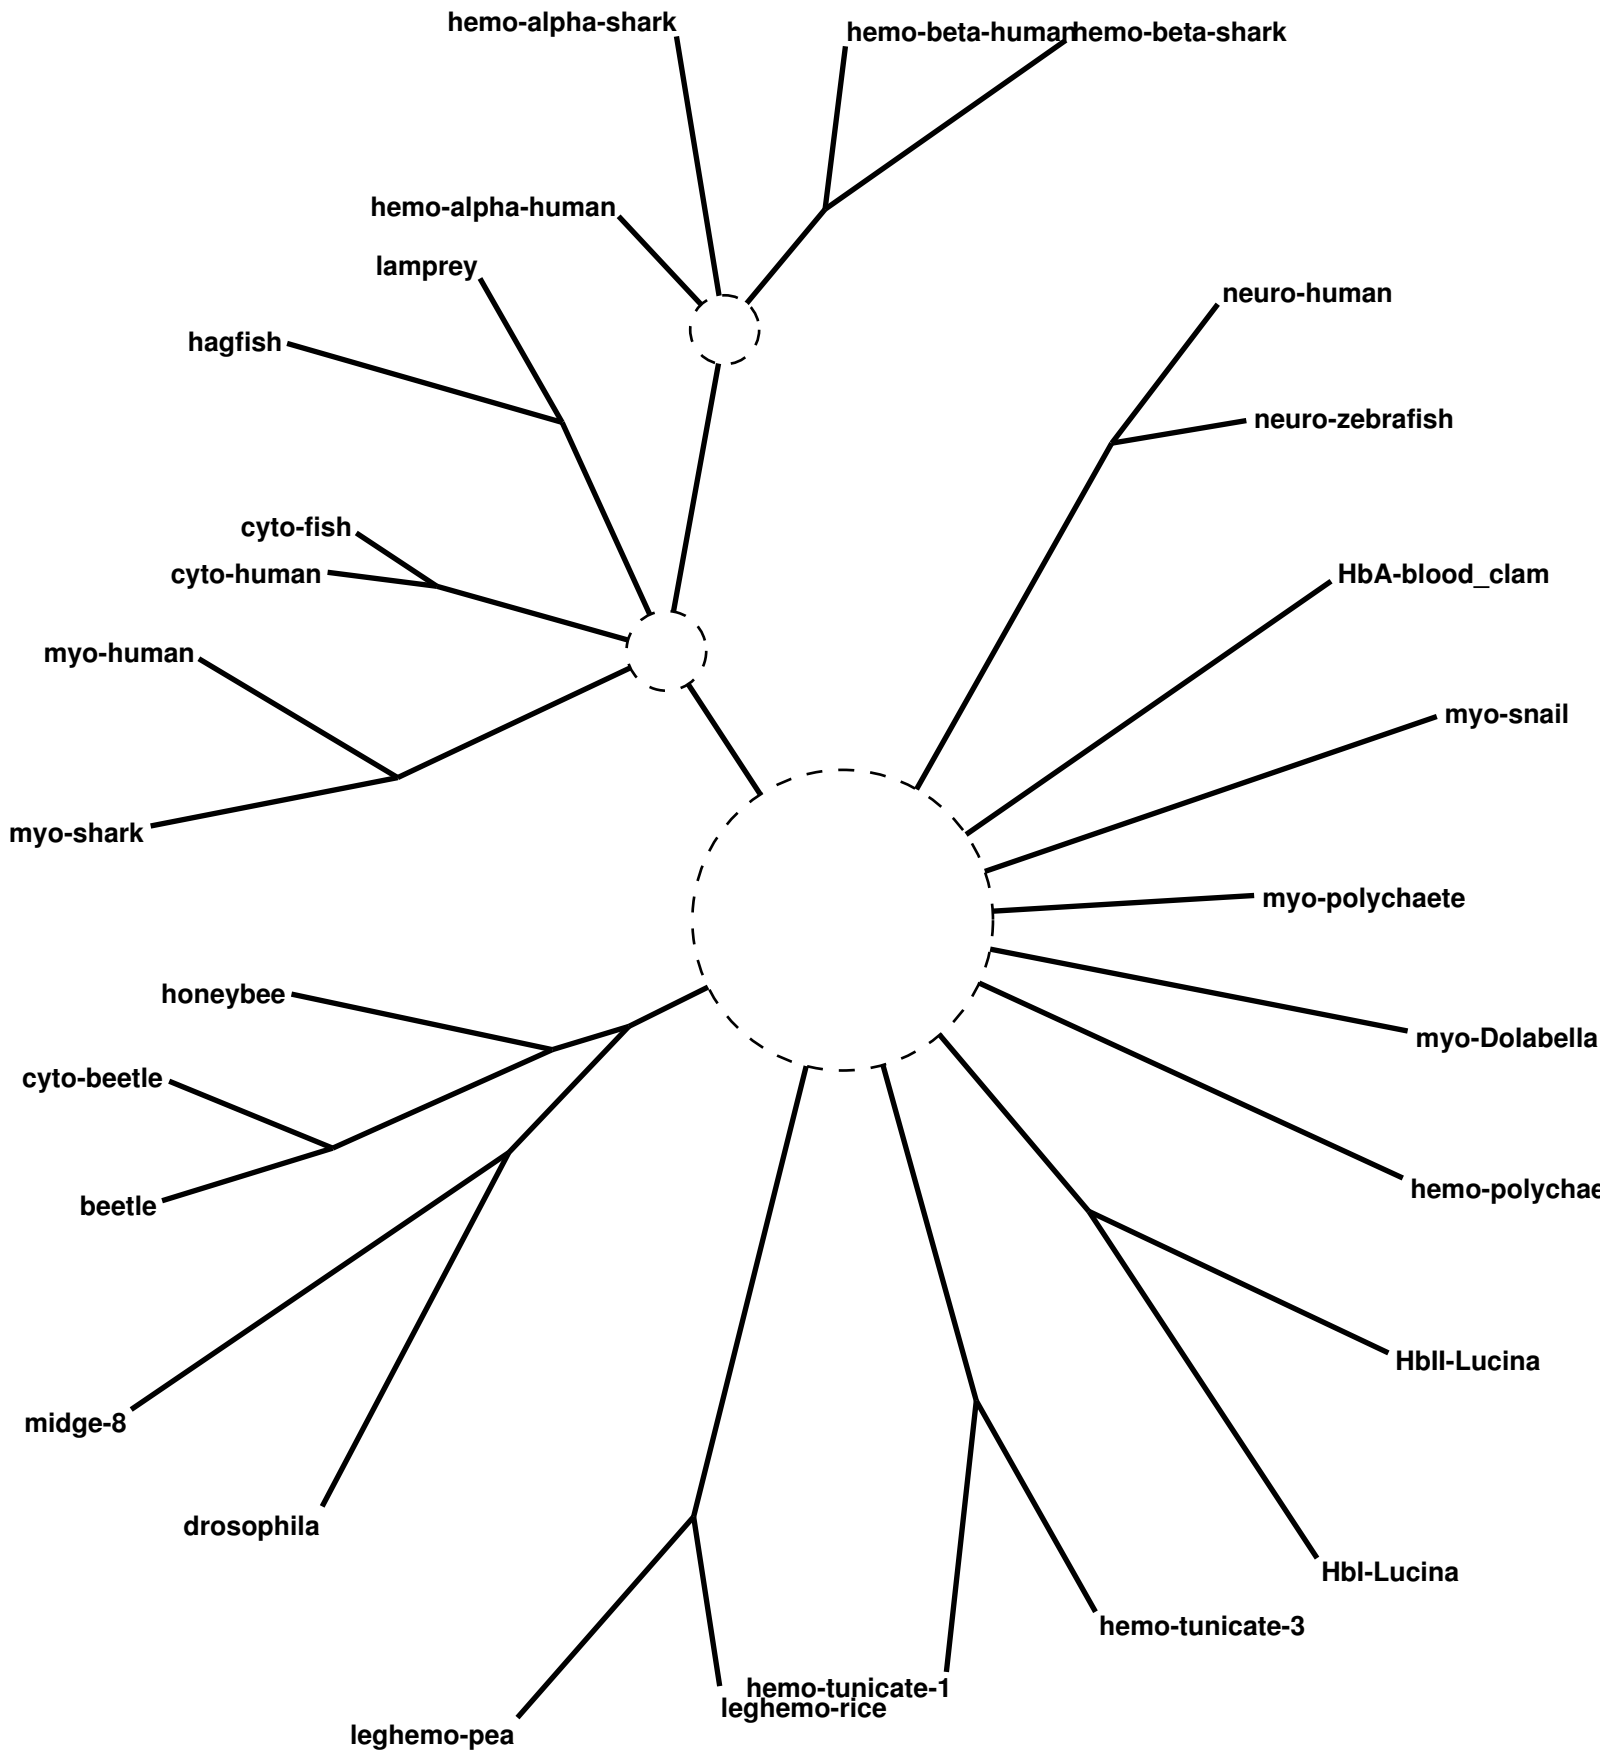 hemo-alpha-shark
hemo-beta-human
hemo-beta-shark
hemo-alpha-human
lamprey
neuro-human
hagfish
neuro-zebrafish
cyto-fish
cyto-human
HbA-blood_clam
myo-human
myo-snail
myo-shark
myo-polychaete
honeybee
myo-Dolabella
cyto-beetle
beetle
hemo-polychae
HbII-Lucina
midge-8
drosophila
HbI-Lucina
hemo-tunicate-3
hemo-tunicate-1
leghemo-rice
leghemo-pea